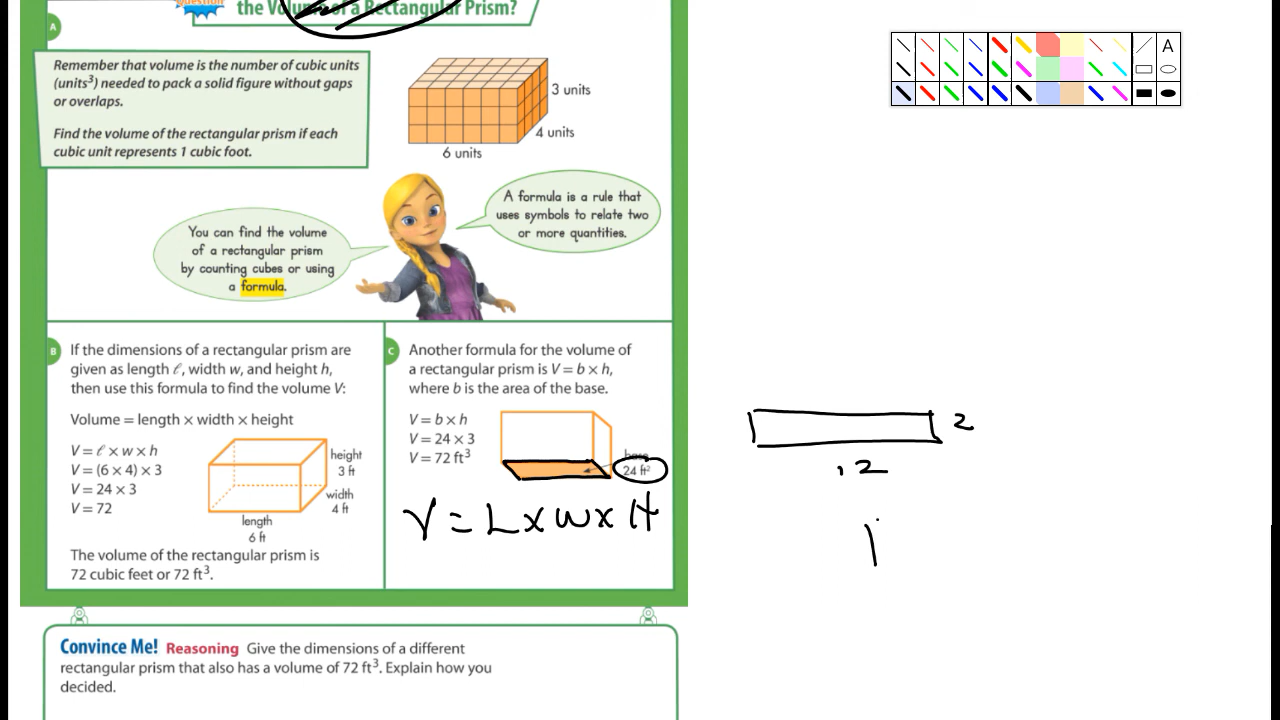 Question
the Volume of a Rectangular Prism?
A
Remember that volume is the number of cubic units
(units³) needed to pack a solid figure without gaps
or overlaps.
Find the volume of the rectangular prism if each
cubic unit represents 1 cubic foot.
3 units
4 units
6 units
You can find the volume
of a rectangular prism
by counting cubes or using
a formula.
A formula is a rule that
uses symbols to relate two
or more quantities.
B
If the dimensions of a rectangular prism are
given as length ℓ, width w, and height h,
then use this formula to find the volume V:
Volume = length × width × height
V = ℓ × w × h
V = (6 × 4) × 3
V = 24 × 3
V = 72
height
3 ft
width
4 ft
length
6 ft
The volume of the rectangular prism is
72 cubic feet or 72 ft³.
C
Another formula for the volume of
a rectangular prism is V = b × h,
where b is the area of the base.
V = b × h
V = 24 × 3
V = 72 ft³
base
24 ft²
V = L x W x H
2
12
Convince Me! Reasoning Give the dimensions of a different
rectangular prism that also has a volume of 72 ft³. Explain how you
decided.
A